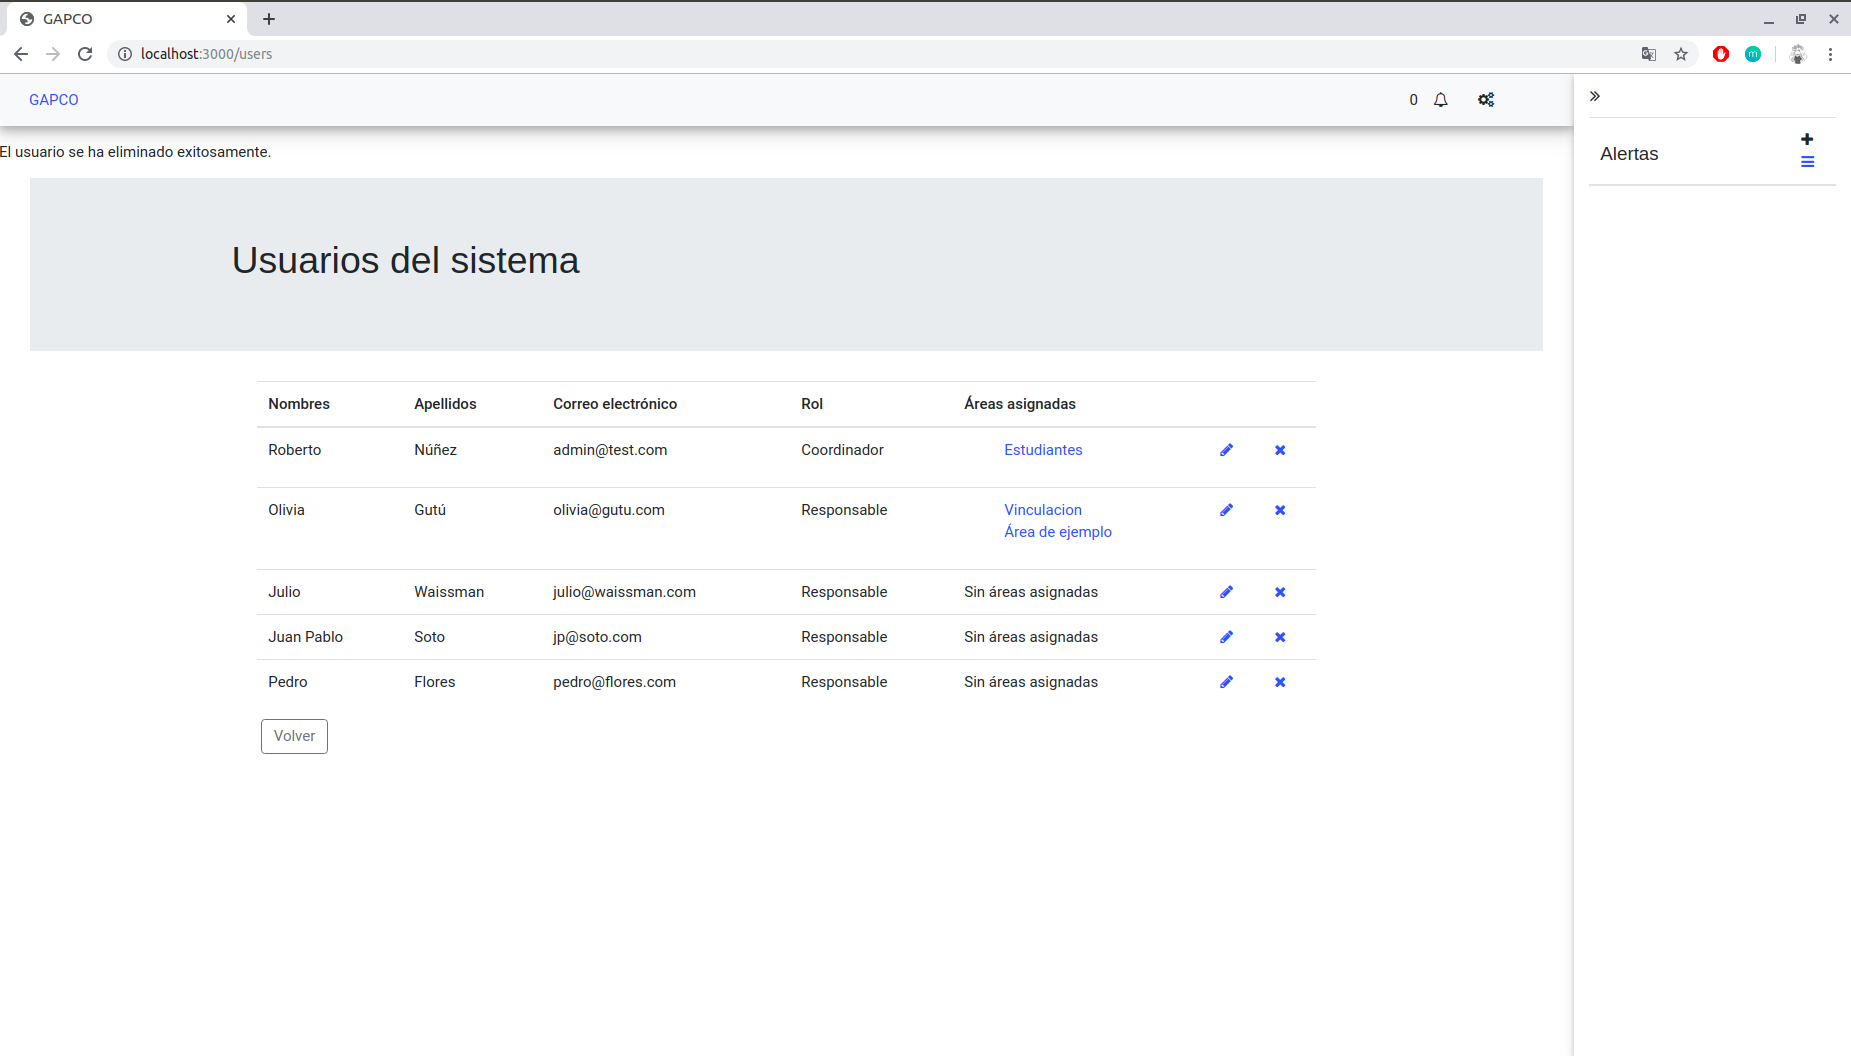 GAPCO
localhost:3000/users
GAPCO 0
El usuario se ha eliminado exitosamente.
Usuarios del sistema
Nombres Apellidos Correo electrónico Rol Áreas asignadas
Roberto Núñez admin@test.com Coordinador Estudiantes
Olivia Gutú olivia@gutu.com Responsable Vinculacion
Área de ejemplo
Julio Waissman julio@waissman.com Responsable Sin áreas asignadas
Juan Pablo Soto jp@soto.com Responsable Sin áreas asignadas
Pedro Flores pedro@flores.com Responsable Sin áreas asignadas
Volver
Alertas